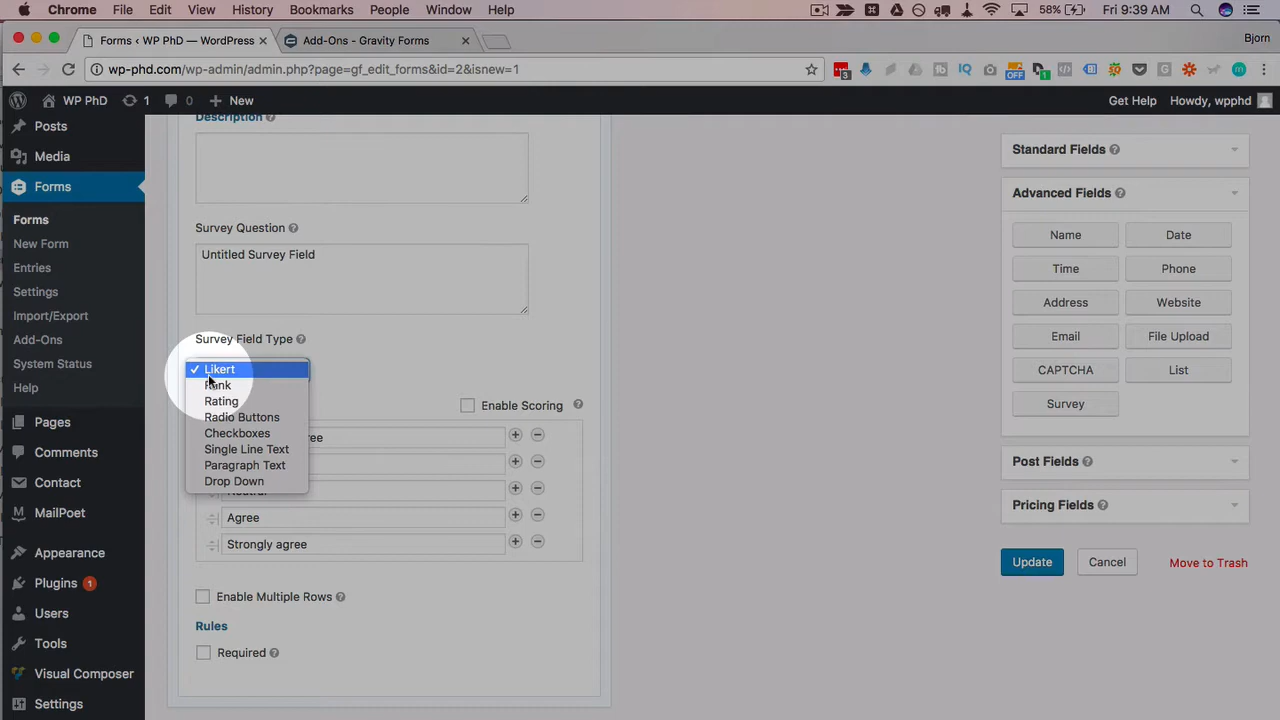 Chrome File Edit View History Bookmarks People Window Help 58% Fri 9:39 AM
Forms ‹ WP PhD — WordPress Add-Ons - Gravity Forms Bjorn
wp-phd.com/wp-admin/admin.php?page=gf_edit_forms&id=2&isnew=1 3 OFF 1
WP PhD 1 0 New Get Help Howdy, wpphd
Posts
Media
Forms
Forms
New Form
Entries
Settings
Import/Export
Add-Ons
System Status
Help
Pages
Comments
Contact
MailPoet
Appearance
Plugins 1
Users
Tools
Visual Composer
Settings
Description
Survey Question
Untitled Survey Field
Survey Field Type
Likert
Rank
Rating
Radio Buttons
Checkboxes
Single Line Text
Paragraph Text
Drop Down
Enable Scoring
Agree
Strongly agree
Enable Multiple Rows
Rules
Required
Standard Fields
Advanced Fields
Name Date
Time Phone
Address Website
Email File Upload
CAPTCHA List
Survey
Post Fields
Pricing Fields
Update Cancel Move to Trash